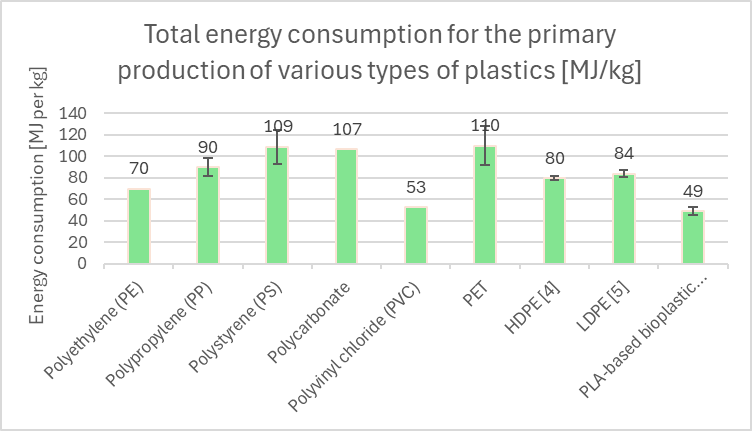 Total energy consumption for the primary
production of various types of plastics [MJ/kg]
Energy consumption [MJ per kg]
140
120
100
80
60
40
20
0
70
90
109
107
53
110
80
84
49
Polyethylene (PE)
Polypropylene (PP)
Polystyrene (PS)
Polycarbonate
Polyvinyl chloride (PVC)
PET
HDPE [4]
LDPE [5]
PLA-based bioplastic…